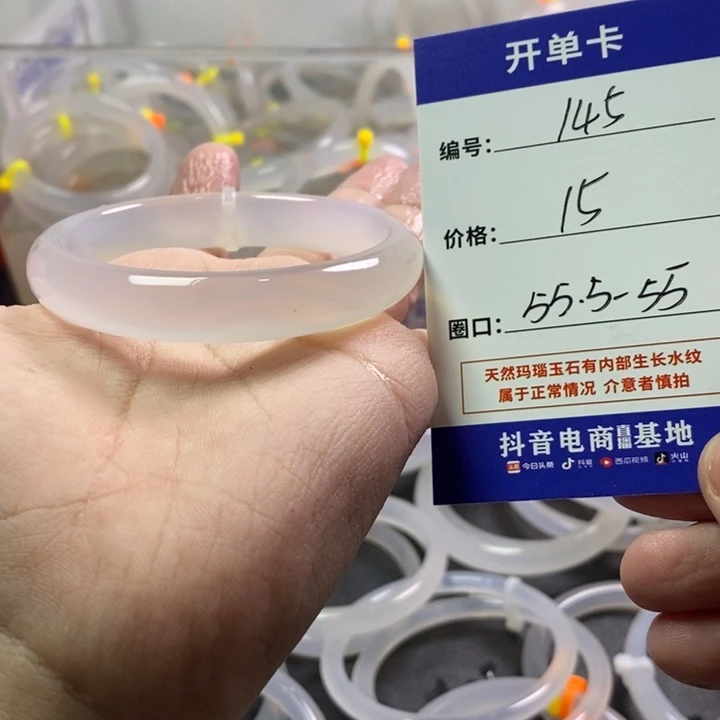 开单卡
编号: 145
价格: 15
圈口: 55.5-55
天然玛瑙玉石有内部生长水纹
属于正常情况 介意者慎拍
抖音电商直播基地
头条 今日头条 抖音 西瓜视频 火山